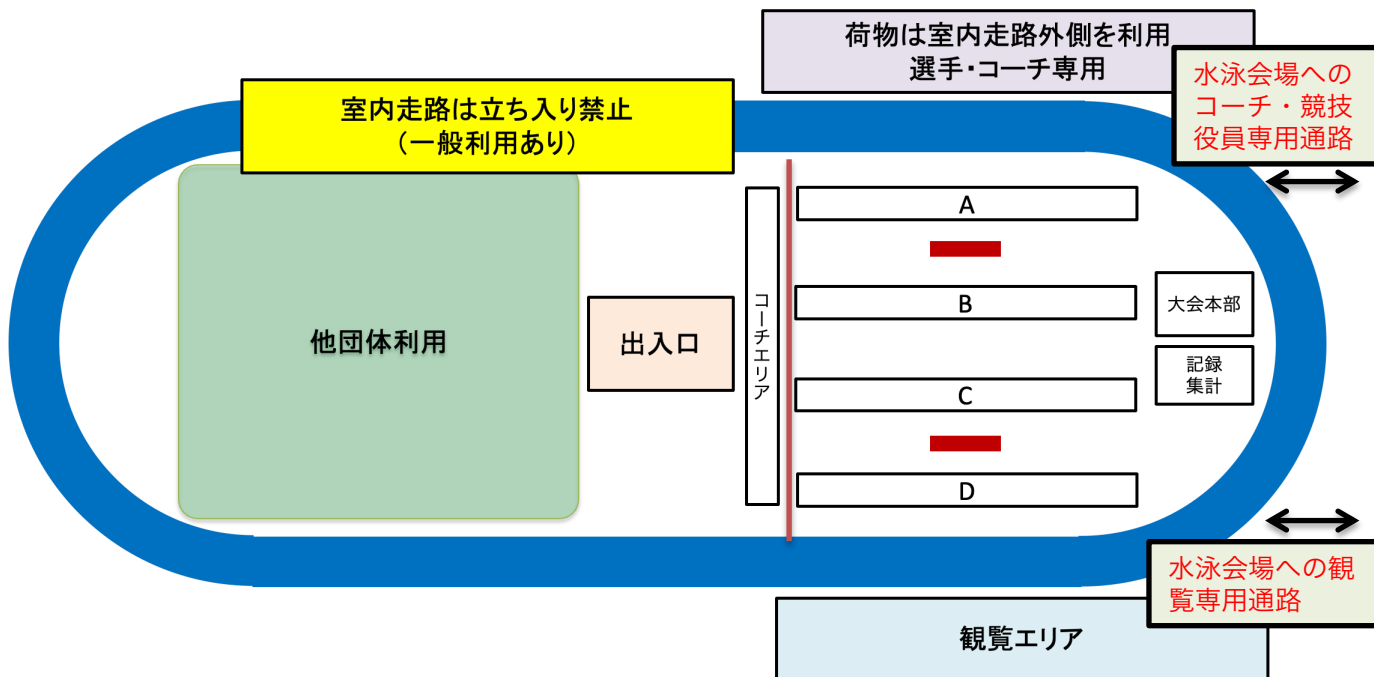 荷物は室内走路外側を利用
選手・コーチ専用
水泳会場への
コーチ・競技
役員専用通路
室内走路は立ち入り禁止
（一般利用あり）
他団体利用
出入口
コーチエリア
A
B
C
D
大会本部
記録
集計
水泳会場への観
覧専用通路
観覧エリア